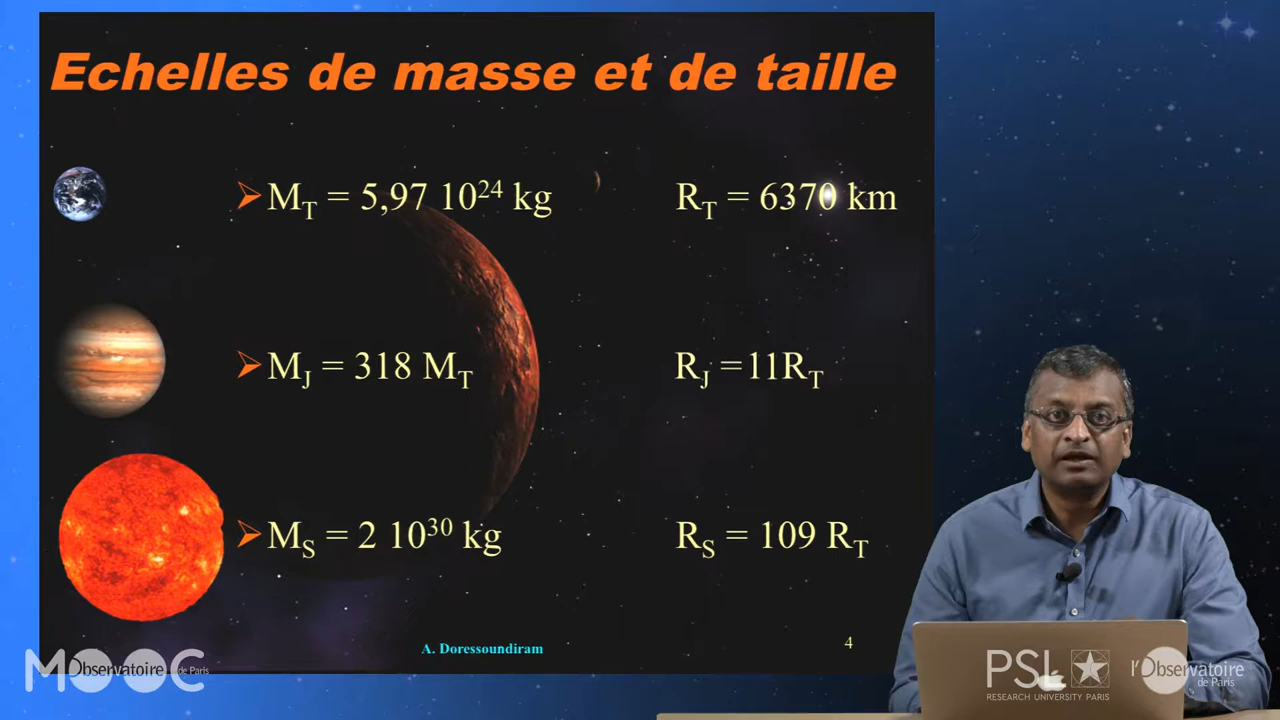 Echelles de masse et de taille
➢ M_T = 5,97 10^24 kg
R_T = 6370 km
➢ M_J = 318 M_T
R_J =11R_T
➢ M_S = 2 10^30 kg
R_S = 109 R_T
A. Doressoundiram
4
MOOC
Observatoire de Paris
PSL
RESEARCH UNIVERSITY PARIS
l'Observatoire
de Paris